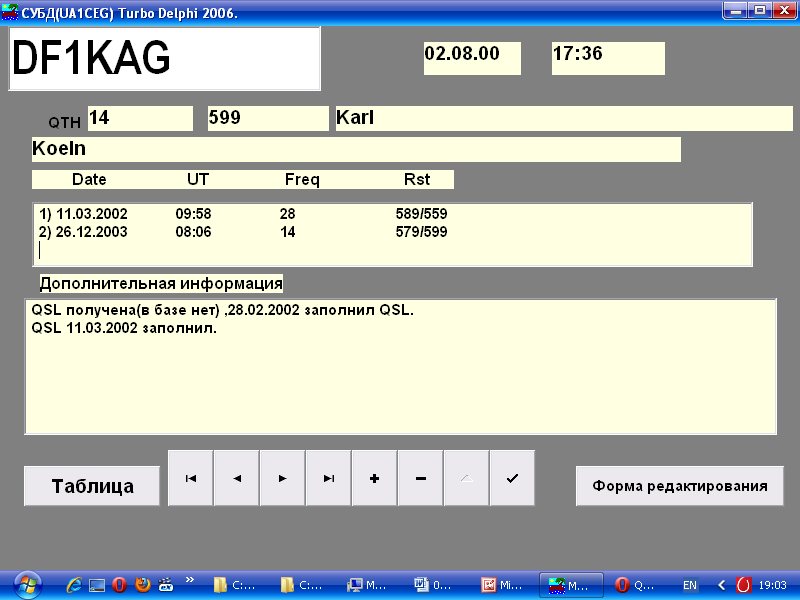 СУБД(UA1CEG) Turbo Delphi 2006.
DF1KAG
02.08.00 17:36
QTH 14 599 Karl
Koeln
Date UT Freq Rst
1) 11.03.2002 09:58 28 589/559
2) 26.12.2003 08:06 14 579/599
Дополнительная информация
QSL получена(в базе нет) ,28.02.2002 заполнил QSL.
QSL 11.03.2002 заполнил.
Таблица
Форма редактирования
C:... C:... M... 0... Mi... M... Q... EN 19:03